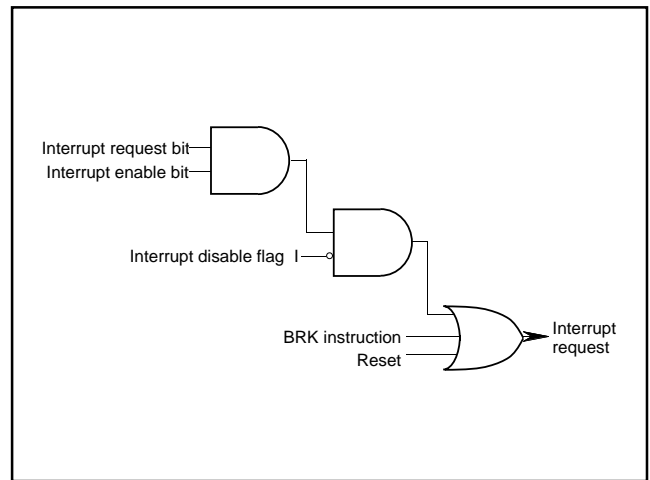 Interrupt request bit
Interrupt enable bit
Interrupt disable flag I
BRK instruction
Reset
Interrupt
request